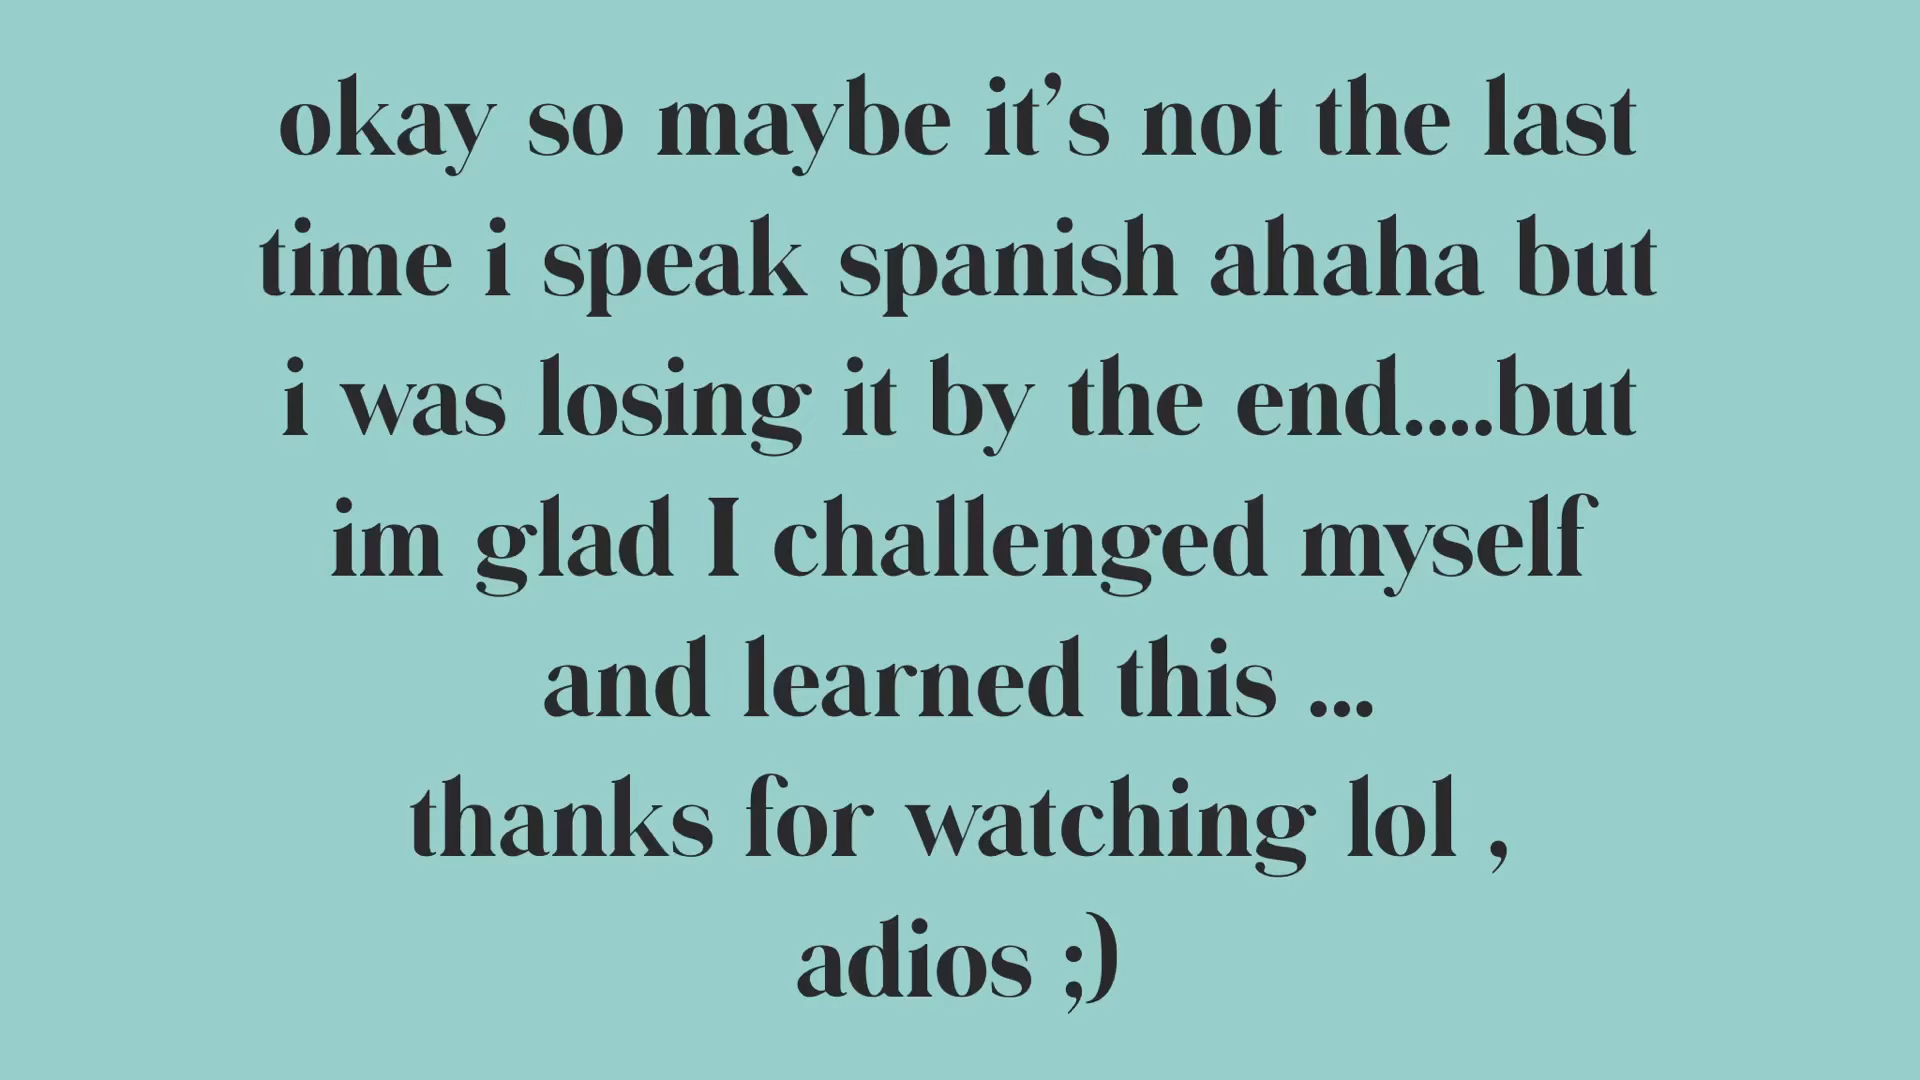 okay so maybe it’s not the last
time i speak spanish ahaha but
i was losing it by the end....but
im glad I challenged myself
and learned this ...
thanks for watching lol ,
adios ;)